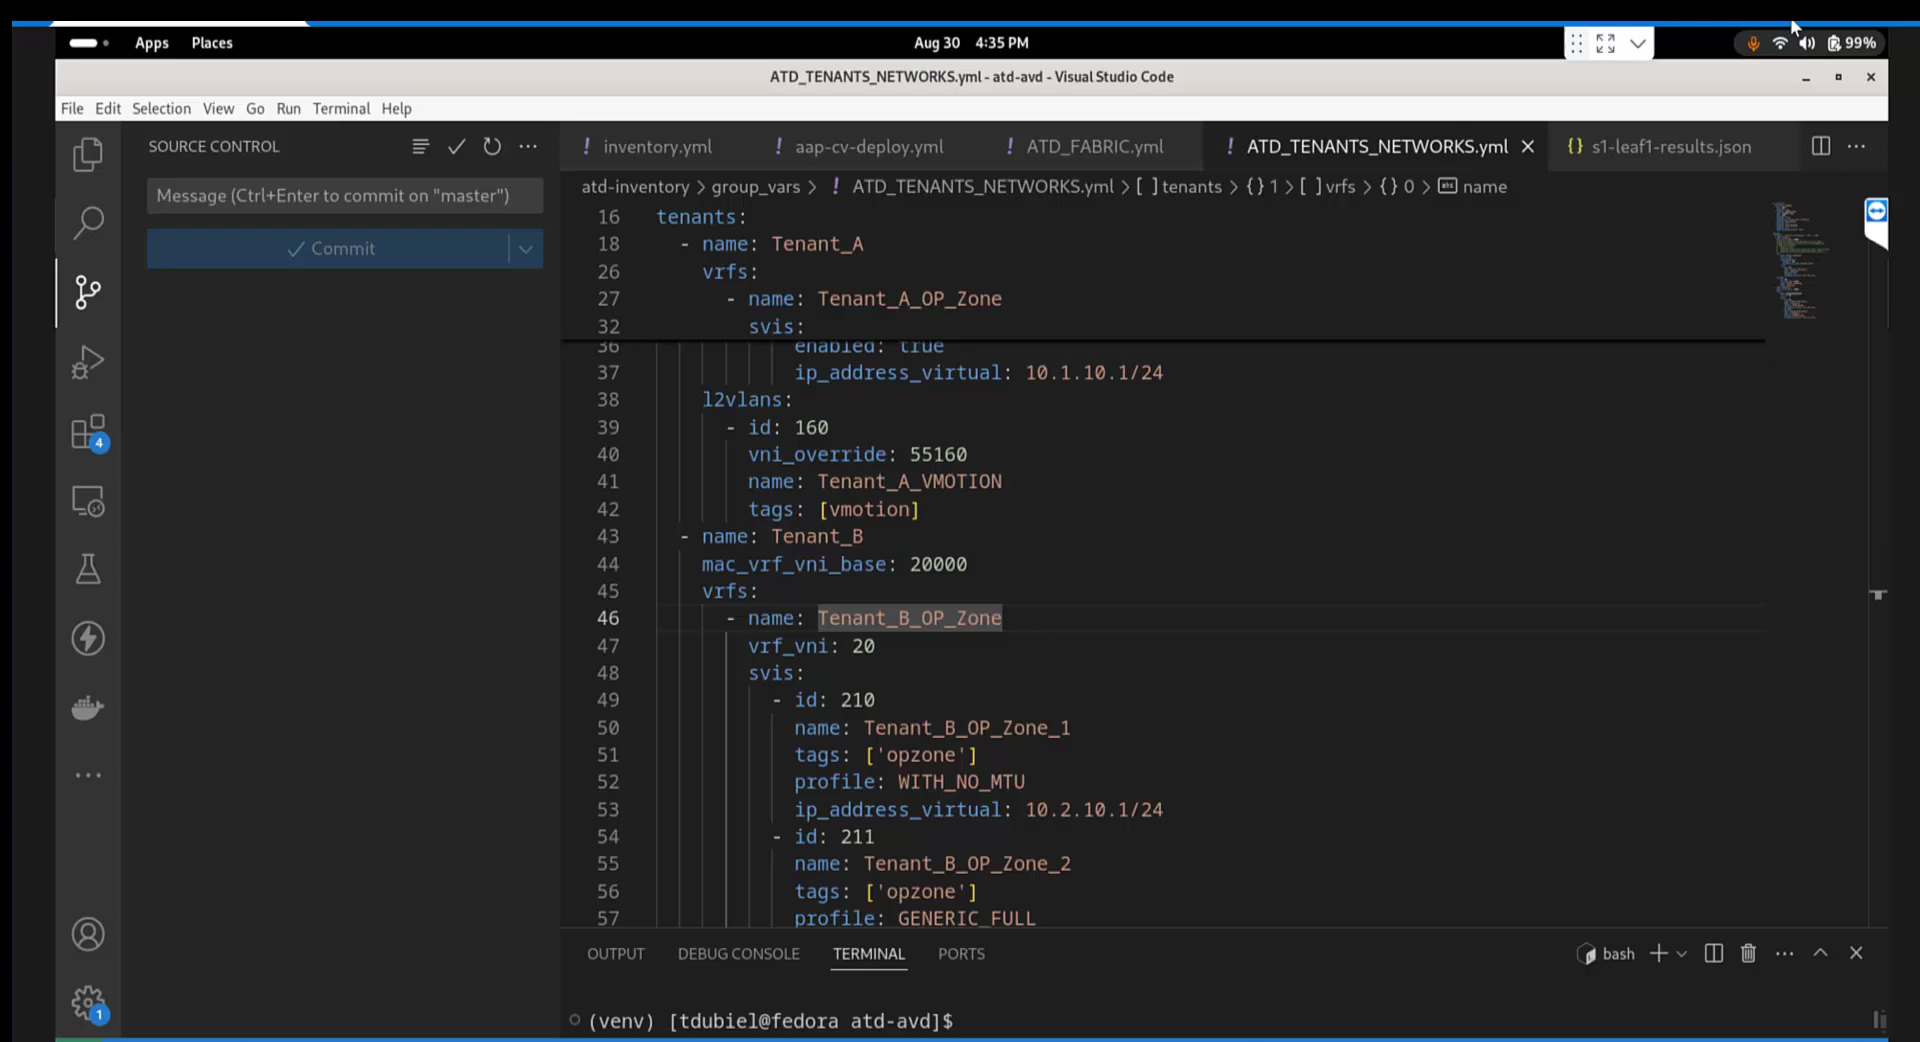 Apps Places Aug 30 4:35 PM 99%
ATD_TENANTS_NETWORKS.yml - atd-avd - Visual Studio Code
File Edit Selection View Go Run Terminal Help
SOURCE CONTROL
Message (Ctrl+Enter to commit on "master")
Commit
4
1
! inventory.yml ! aap-cv-deploy.yml ! ATD_FABRIC.yml ! ATD_TENANTS_NETWORKS.yml {} s1-leaf1-results.json
atd-inventory > group_vars > ! ATD_TENANTS_NETWORKS.yml > [ ] tenants > {} 1 > [ ] vrfs > {} 0 > abc name
16 tenants:
18 - name: Tenant_A
26 vrfs:
27 - name: Tenant_A_OP_Zone
32 svis:
36 enabled: true
37 ip_address_virtual: 10.1.10.1/24
38 l2vlans:
39 - id: 160
40 vni_override: 55160
41 name: Tenant_A_VMOTION
42 tags: [vmotion]
43 - name: Tenant_B
44 mac_vrf_vni_base: 20000
45 vrfs:
46 - name: Tenant_B_OP_Zone
47 vrf_vni: 20
48 svis:
49 - id: 210
50 name: Tenant_B_OP_Zone_1
51 tags: ['opzone']
52 profile: WITH_NO_MTU
53 ip_address_virtual: 10.2.10.1/24
54 - id: 211
55 name: Tenant_B_OP_Zone_2
56 tags: ['opzone']
57 profile: GENERIC_FULL
OUTPUT DEBUG CONSOLE TERMINAL PORTS bash
(venv) [tdubiel@fedora atd-avd]$